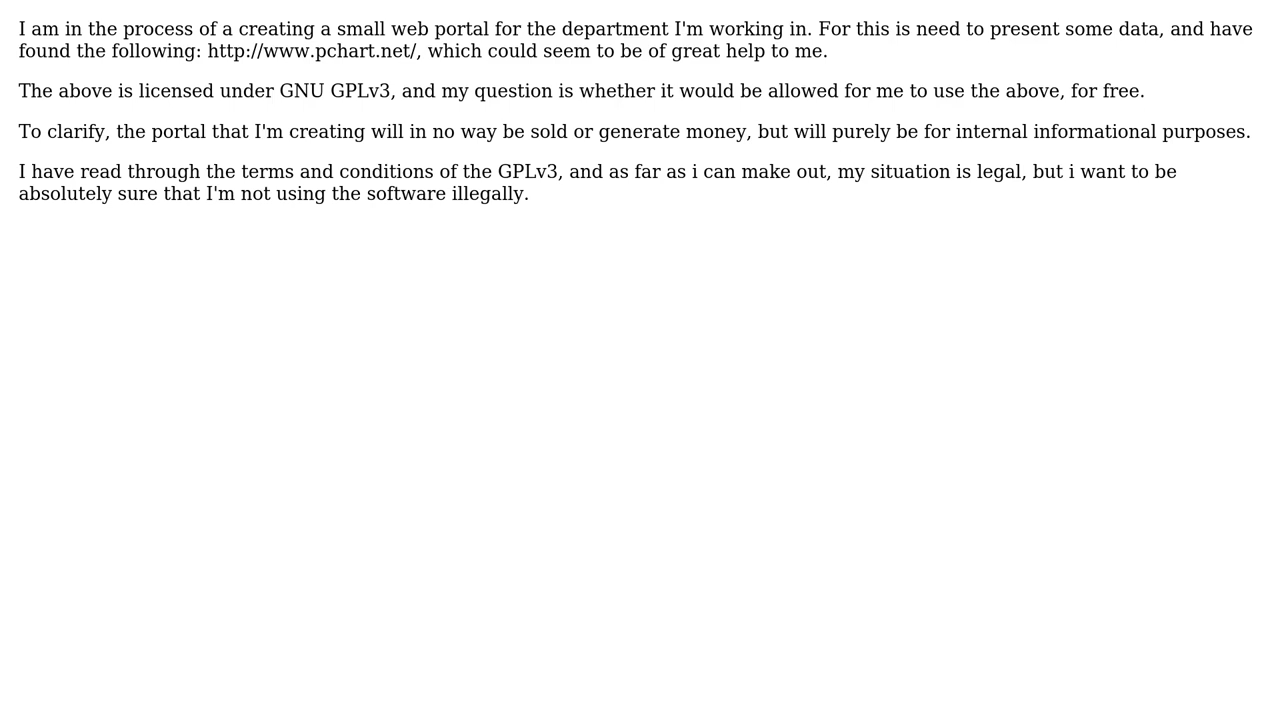 I am in the process of a creating a small web portal for the department I'm working in. For this is need to present some data, and have
found the following: http://www.pchart.net/, which could seem to be of great help to me.
The above is licensed under GNU GPLv3, and my question is whether it would be allowed for me to use the above, for free.
To clarify, the portal that I'm creating will in no way be sold or generate money, but will purely be for internal informational purposes.
I have read through the terms and conditions of the GPLv3, and as far as i can make out, my situation is legal, but i want to be
absolutely sure that I'm not using the software illegally.